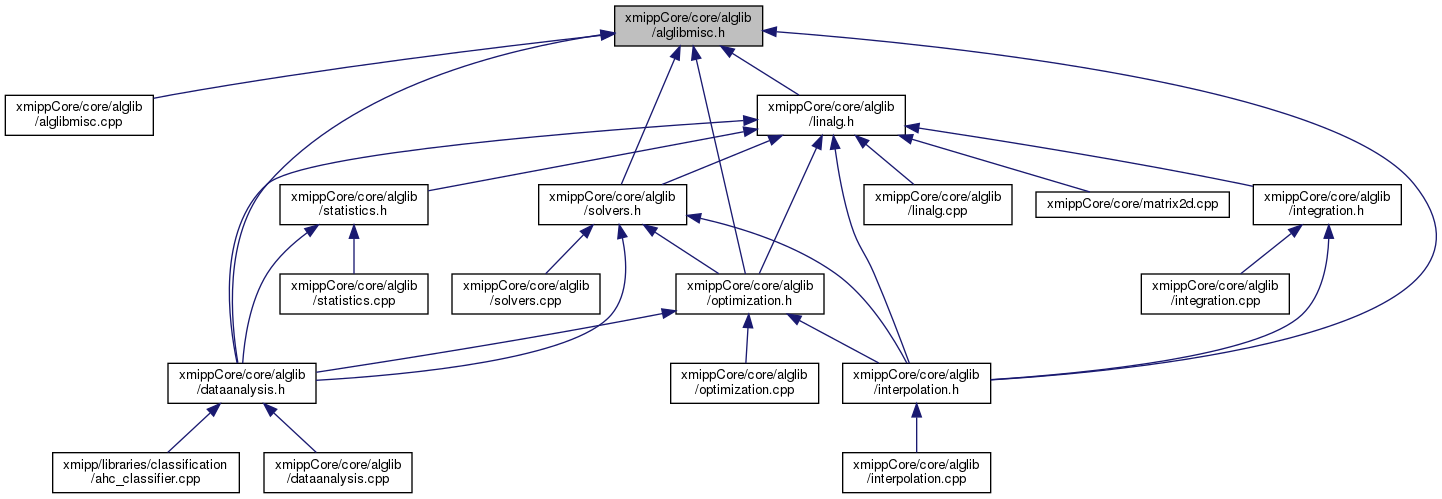 xmippCore/core/alglib
/alglibmisc.h
xmippCore/core/alglib
/alglibmisc.cpp
xmippCore/core/alglib
/linalg.h
xmippCore/core/alglib
/statistics.h
xmippCore/core/alglib
/solvers.h
xmippCore/core/alglib
/linalg.cpp
xmippCore/core/matrix2d.cpp
xmippCore/core/alglib
/integration.h
xmippCore/core/alglib
/statistics.cpp
xmippCore/core/alglib
/solvers.cpp
xmippCore/core/alglib
/optimization.h
xmippCore/core/alglib
/integration.cpp
xmippCore/core/alglib
/dataanalysis.h
xmippCore/core/alglib
/optimization.cpp
xmippCore/core/alglib
/interpolation.h
xmipp/libraries/classification
/ahc_classifier.cpp
xmippCore/core/alglib
/dataanalysis.cpp
xmippCore/core/alglib
/interpolation.cpp